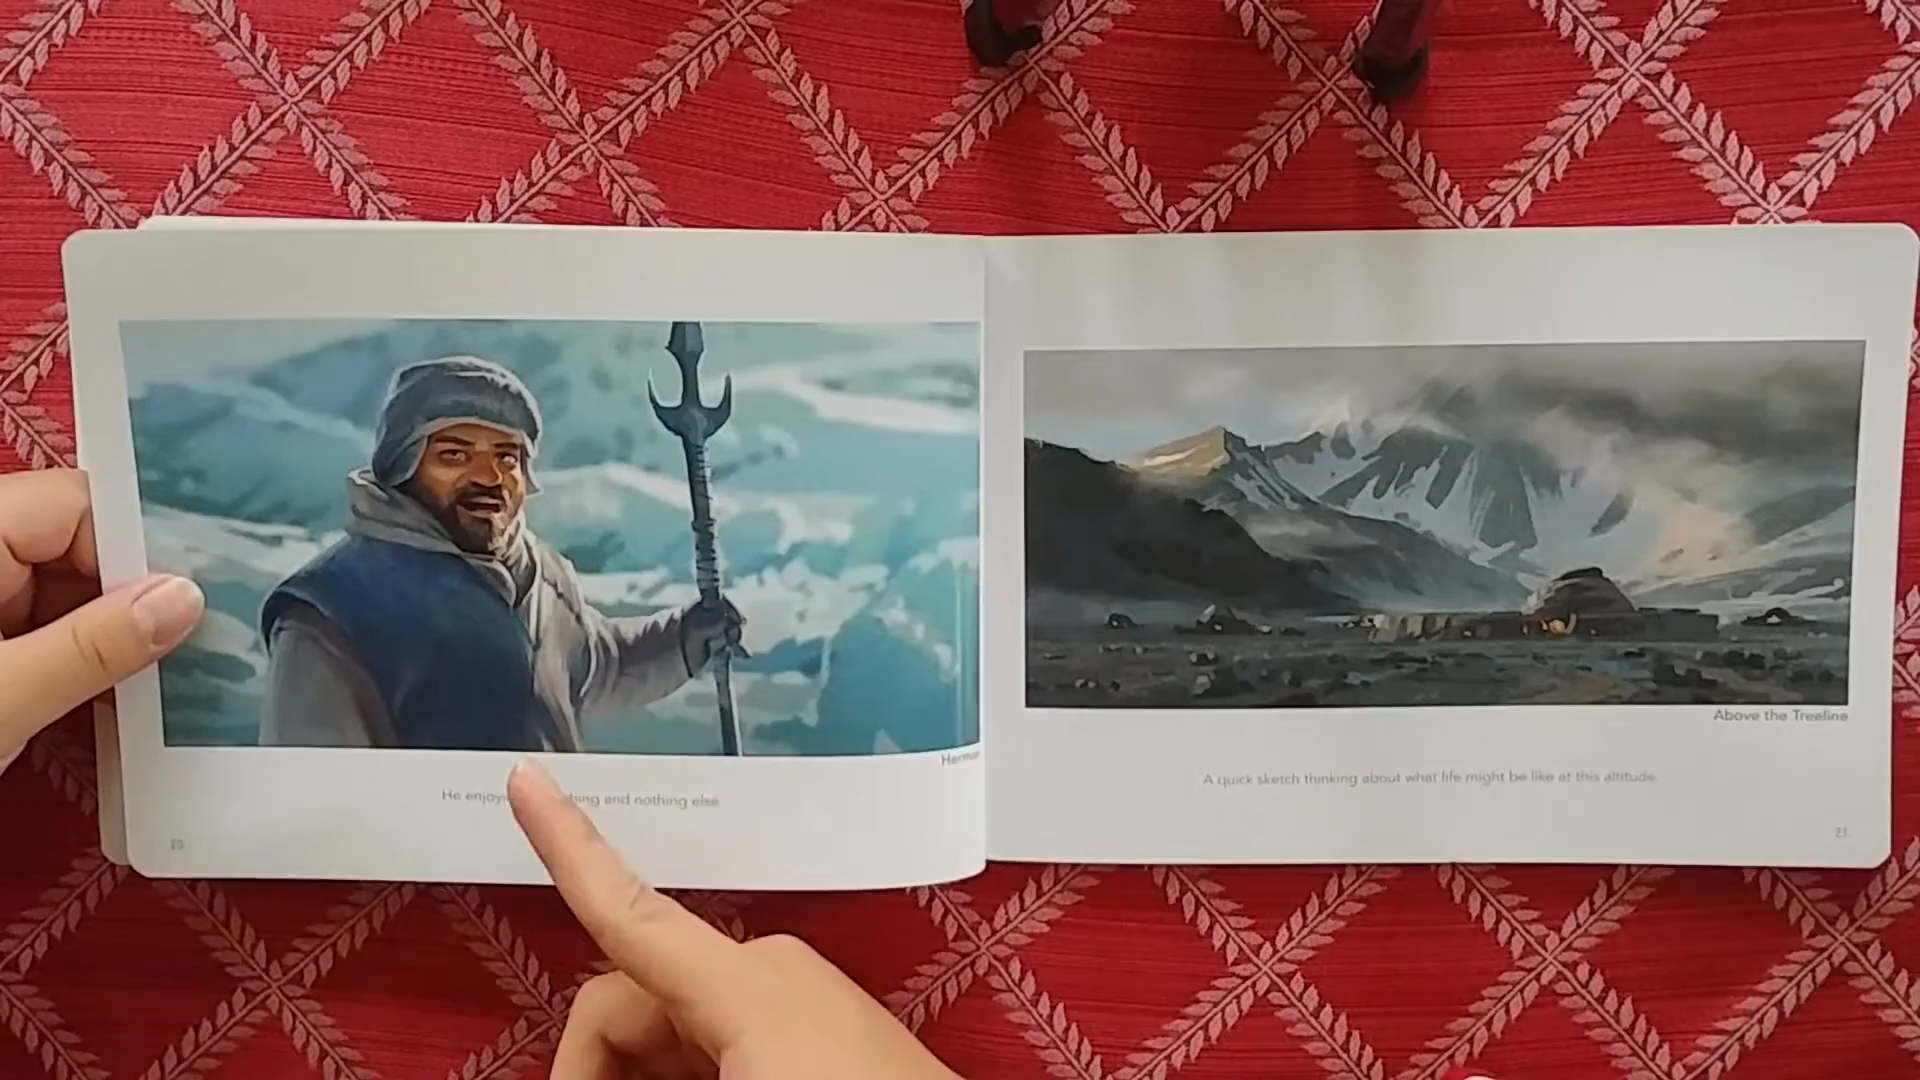 He enjoys and nothing else
20
Above the Treeline
A quick sketch thinking about what life might be like at this altitude.
21